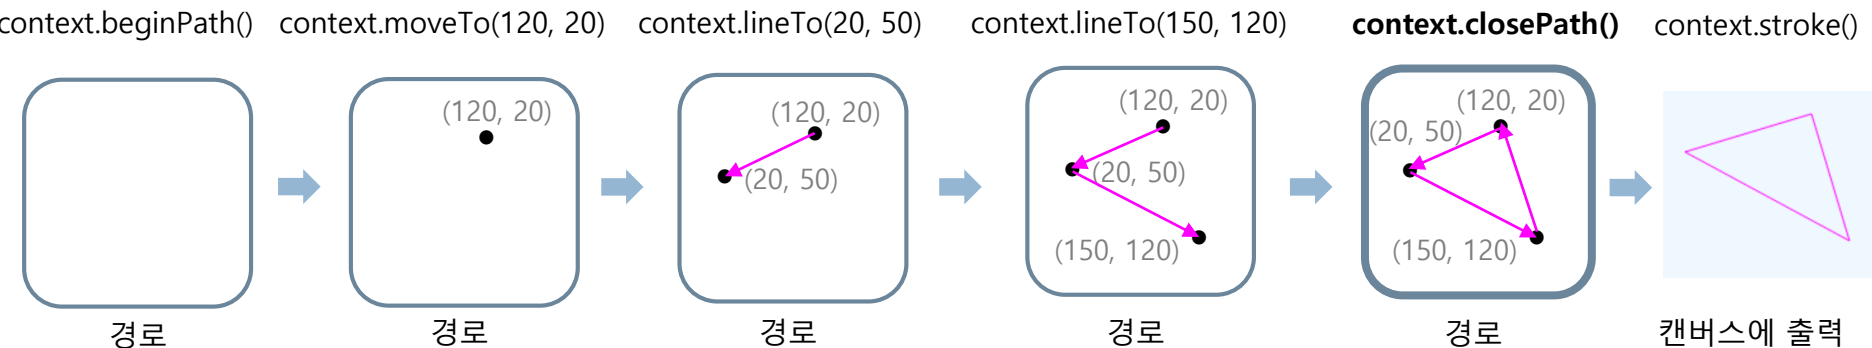 context.beginPath()
context.moveTo(120, 20)
context.lineTo(20, 50)
context.lineTo(150, 120)
context.closePath()
context.stroke()
(120, 20)
(120, 20)
(20, 50)
(120, 20)
(20, 50)
(150, 120)
(120, 20)
(20, 50)
(150, 120)
경로
경로
경로
경로
경로
캔버스에 출력